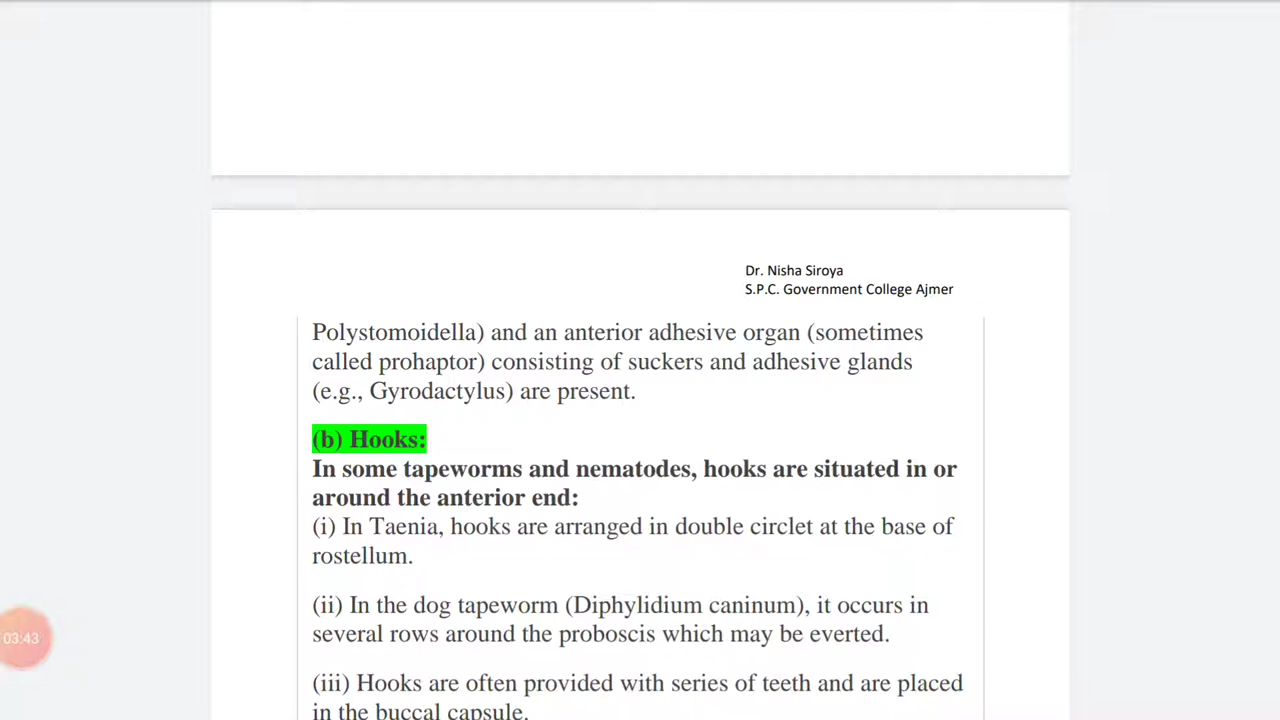 Dr. Nisha Siroya
S.P.C. Government College Ajmer
Polystomoidella) and an anterior adhesive organ (sometimes
called prohaptor) consisting of suckers and adhesive glands
(e.g., Gyrodactylus) are present.
(b) Hooks:
In some tapeworms and nematodes, hooks are situated in or
around the anterior end:
(i) In Taenia, hooks are arranged in double circlet at the base of
rostellum.
(ii) In the dog tapeworm (Diphylidium caninum), it occurs in
several rows around the proboscis which may be everted.
03:43
(iii) Hooks are often provided with series of teeth and are placed
in the buccal capsule.